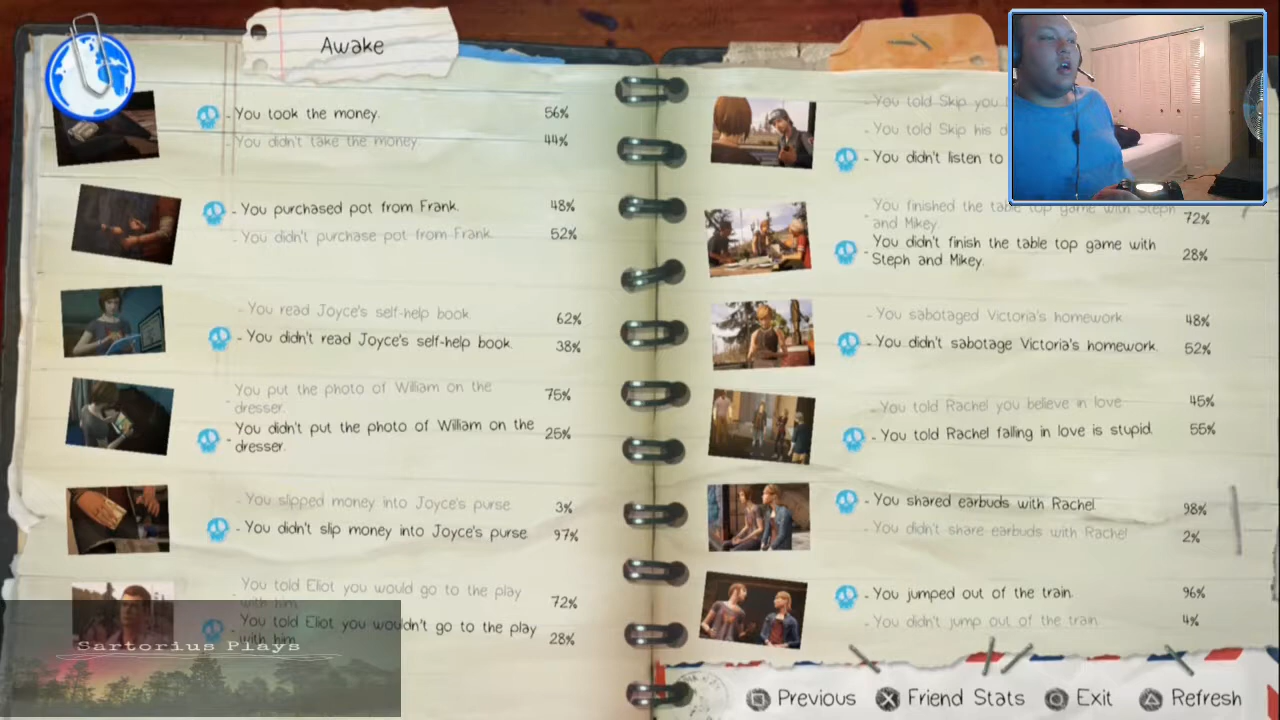 Awake
You took the money. 56%
You didn't take the money 44%
- You purchased pot from Frank. 48%
- You didn't purchase pot from Frank. 52%
- You read Joyce's self-help book 62%
- You didn't read Joyce's self-help book. 38%
You put the photo of William on the
- dresser. 75%
You didn't put the photo of William on the
- dresser. 25%
- You slipped money into Joyce's purse 3%
- You didn't slip money into Joyce's purse 97%
You told Eliot you would go to the play
with him 72%
You told Eliot you wouldn't go to the play
with him. 28%
Sartorius Plays
- You told Skip you
You told Skip his
- You didn't listen to
You finished the table top game with Steph
- and Mikey. 72%
You didn't finish the table top game with
- Steph and Mikey. 28%
- You sabotaged Victoria's homework. 48%
- You didn't sabotage Victoria's homework. 52%
- You told Rachel you believe in love 45%
- You told Rachel falling in love is stupid. 55%
- You shared earbuds with Rachel 98%
- You didn't share earbuds with Rachel 2%
- You jumped out of the train. 96%
- You didn't jump out of the train. 4%
Previous Friend Stats Exit Refresh